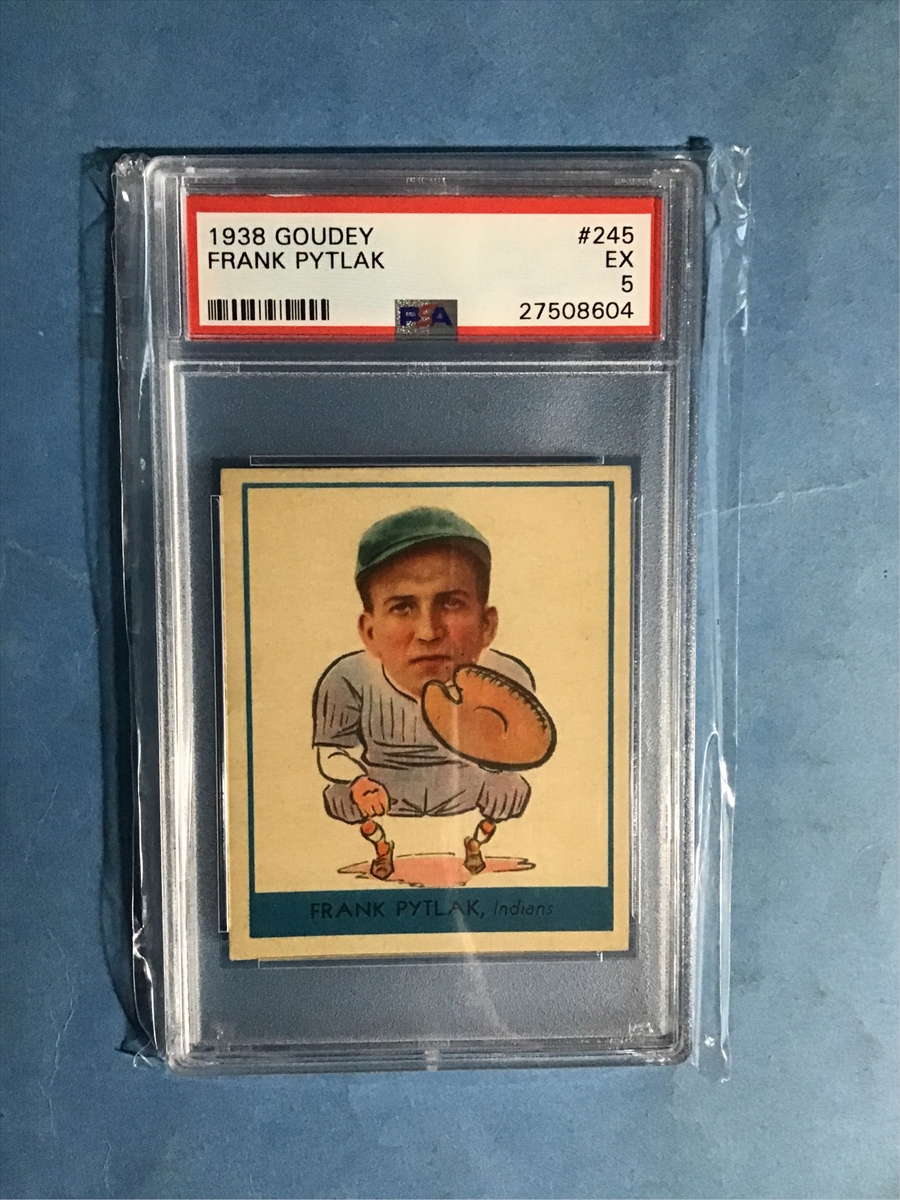 1938 GOUDEY #245
FRANK PYTLAK EX
5
PSA 27508604
FRANK PYTLAK, Indians